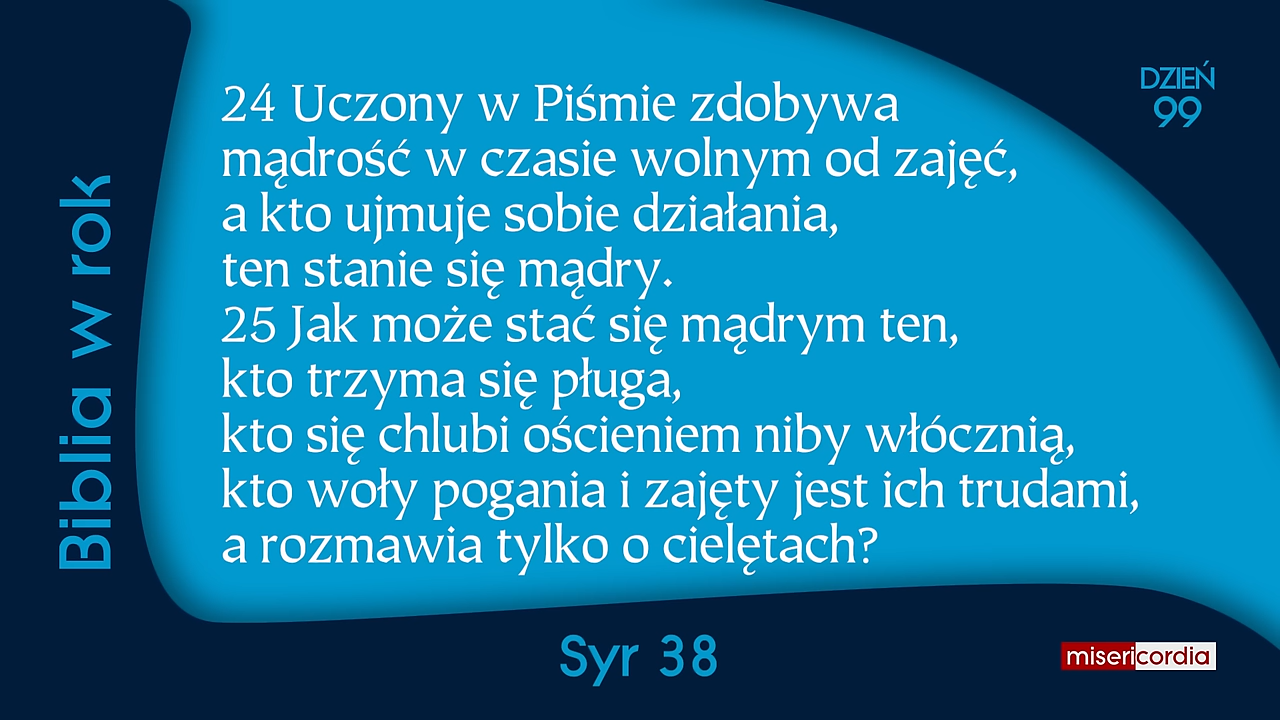 DZIEŃ
99
24 Uczony w Piśmie zdobywa
mądrość w czasie wolnym od zajęć,
a kto ujmuje sobie działania,
ten stanie się mądry.
25 Jak może stać się mądrym ten,
kto trzyma się pługa,
kto się chlubi ościeniem niby włócznią,
kto woły pogania i zajęty jest ich trudami,
a rozmawia tylko o cielętach?
Biblia w rok
Syr 38
misericordia